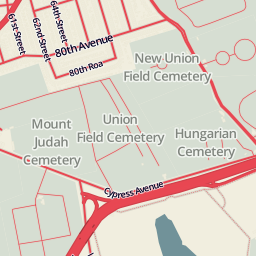 61st Street
62nd Street
64th Street
80th Avenue
80th Roa
New Union
Field Cemetery
Union
Field Cemetery
Mount
Judah
Cemetery
Hungarian
Cemetery
Cypress Avenue